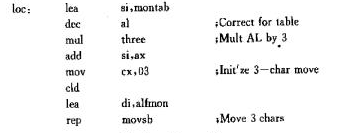 loc: lea si,montab
dec al ;Correct for table
mul three ;Mult AL by 3
add si,ax
mov cx,03 ;Init'ze 3-char move
cld
lea di,alfmon
rep movsb ;Move 3 chars